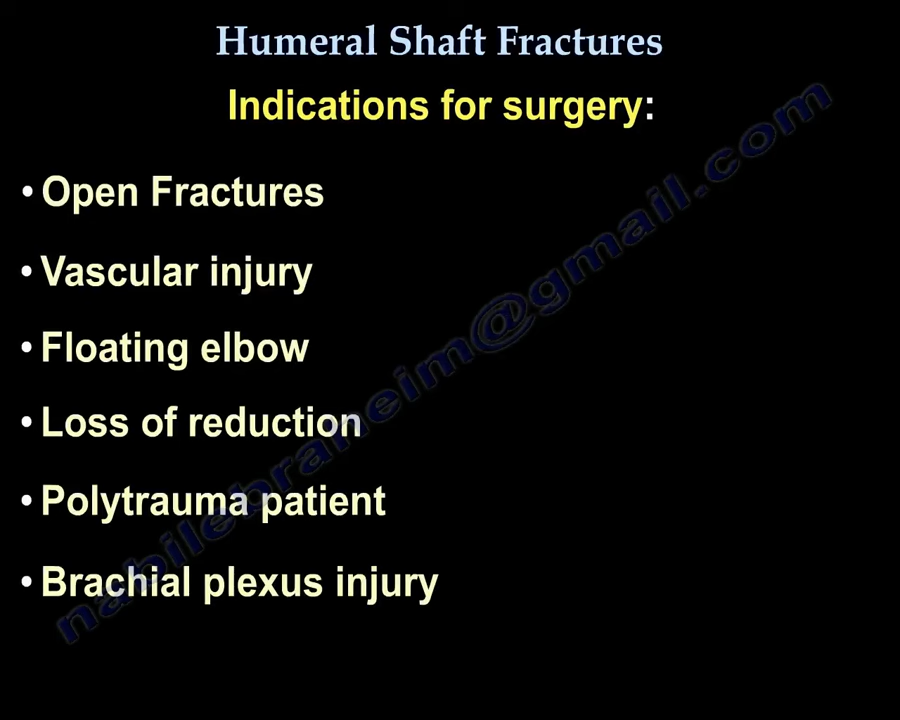 Humeral Shaft Fractures
Indications for surgery:
• Open Fractures
• Vascular injury
• Floating elbow
• Loss of reduction
• Polytrauma patient
• Brachial plexus injury
nabilebraneim@gmail.com